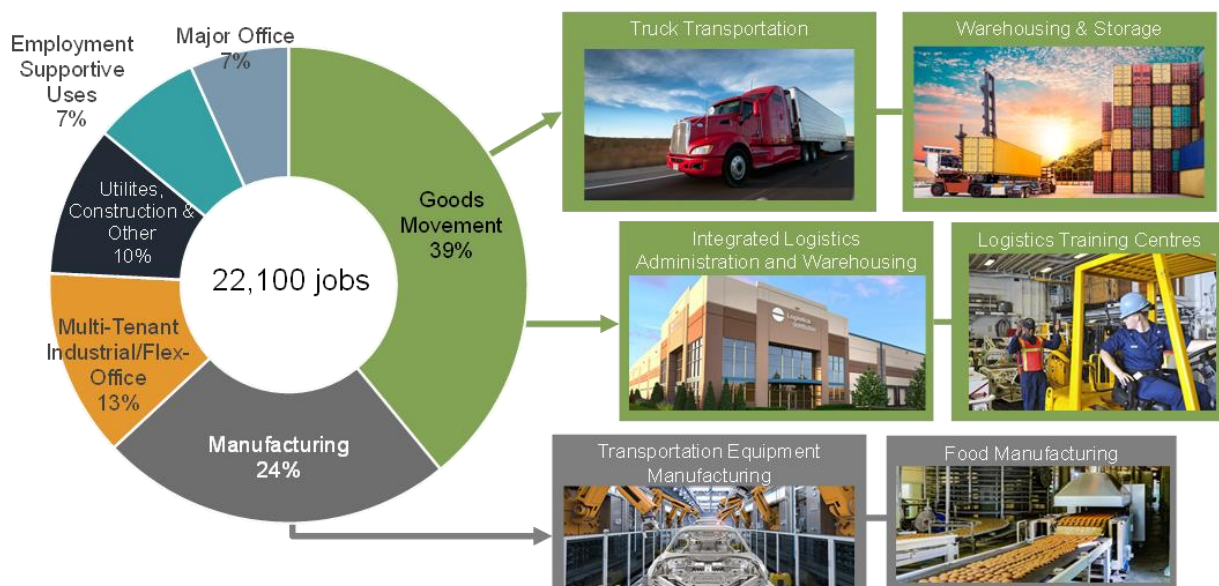 Employment
Supportive
Uses
7%
Major Office
7%
Utilites,
Construction &
Other
10%
Multi-Tenant
Industrial/Flex-
Office
13%
Manufacturing
24%
Goods
Movement
39%
22,100 jobs
Truck Transportation
Warehousing & Storage
Integrated Logistics
Administration and Warehousing
Logistics
Logistics Training Centres
Transportation Equipment
Manufacturing
Food Manufacturing